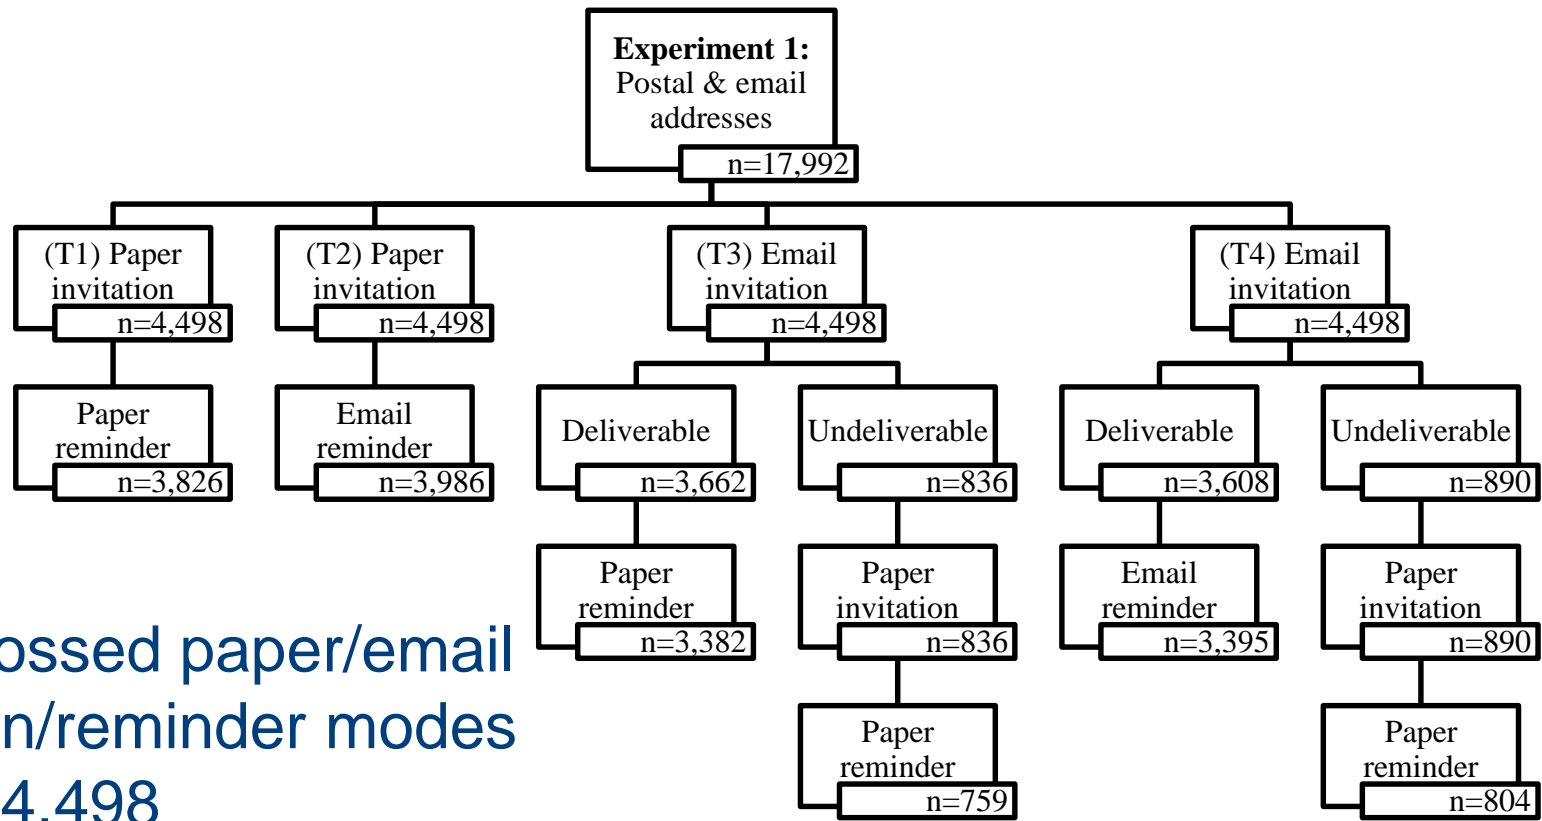 Experiment 1:
Postal & email
addresses
n=17,992
(T1) Paper
invitation
n=4,498
(T2) Paper
invitation
n=4,498
(T3) Email
invitation
n=4,498
(T4) Email
invitation
n=4,498
Paper
reminder
n=3,826
Email
reminder
n=3,986
Deliverable
n=3,662
Undeliverable
n=836
Deliverable
n=3,608
Undeliverable
n=890
Paper
reminder
n=3,382
Paper
invitation
n=836
Email
reminder
n=3,395
Paper
invitation
n=890
Paper
reminder
n=759
Paper
reminder
n=804
ossed paper/email
n/reminder modes
4,498